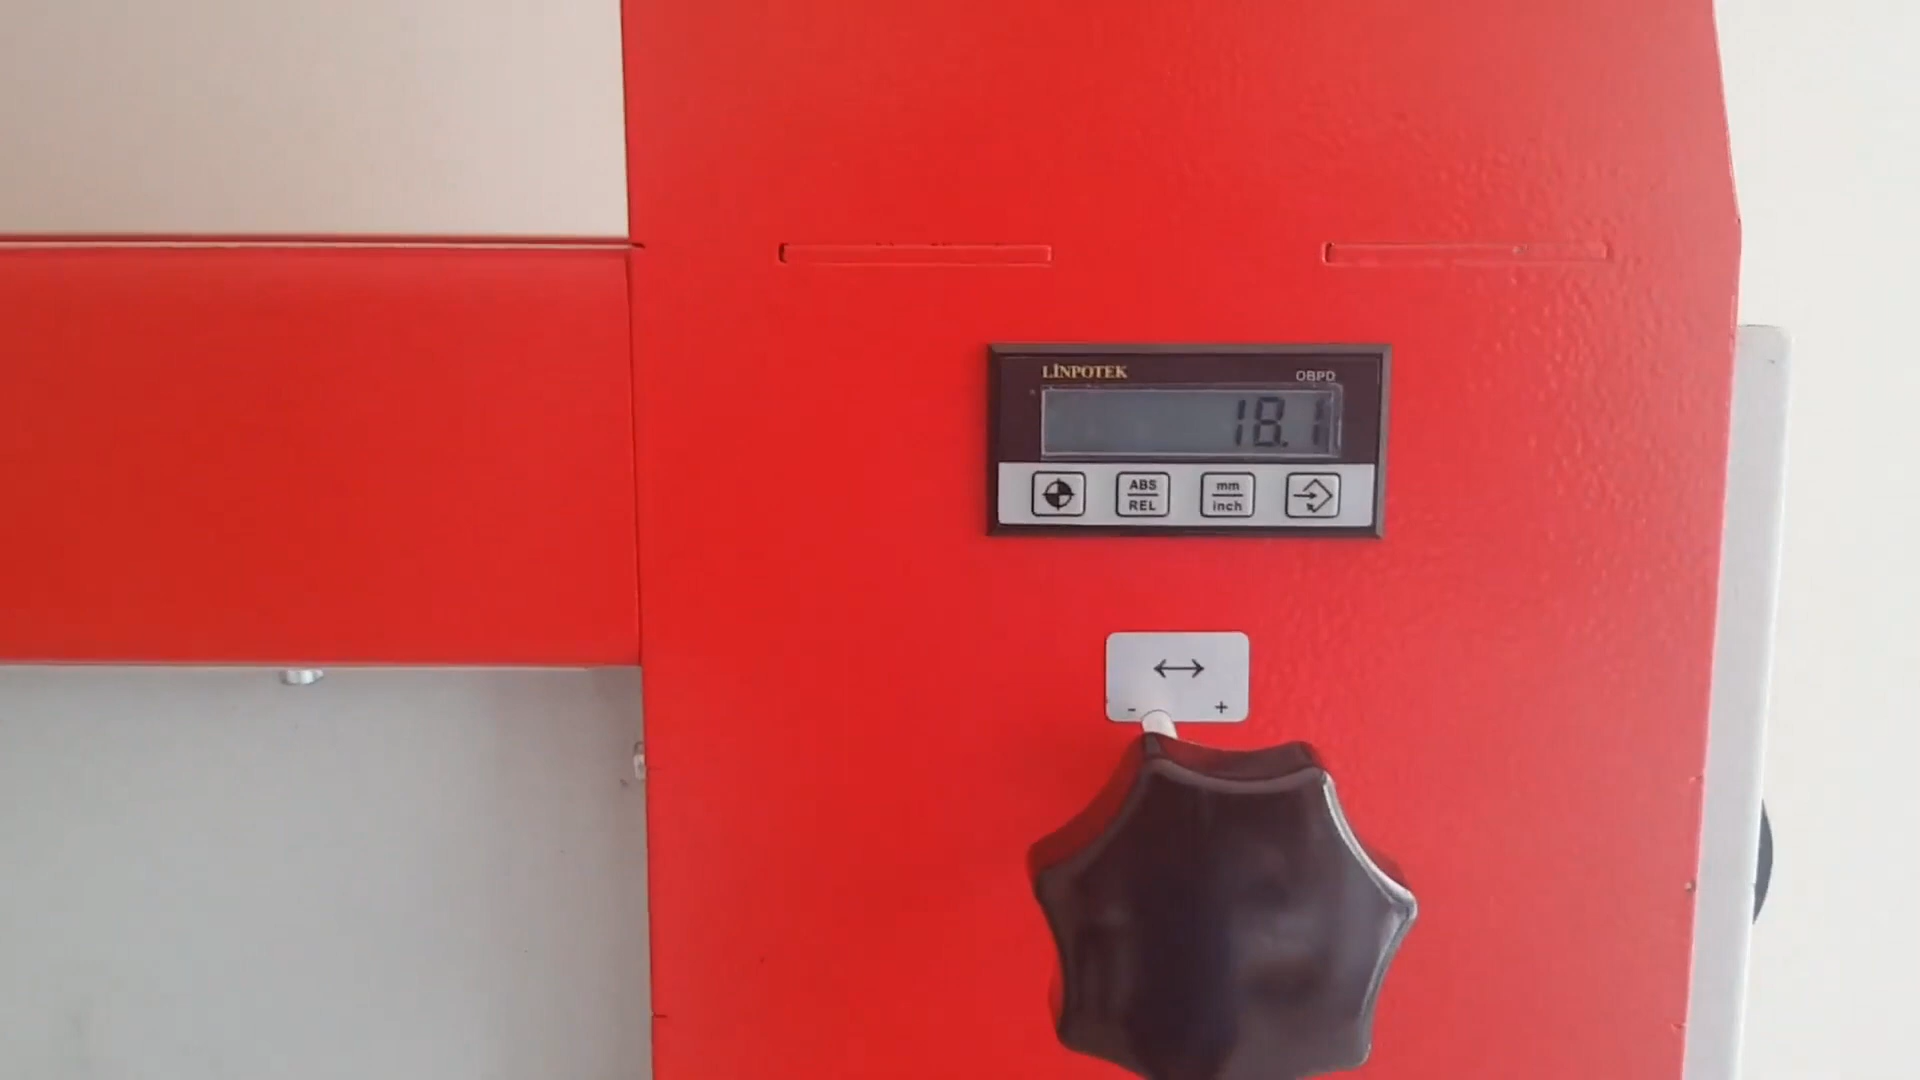 LİNPOTEK
OBPD
18.1
ABS
REL
mm
inch
- +